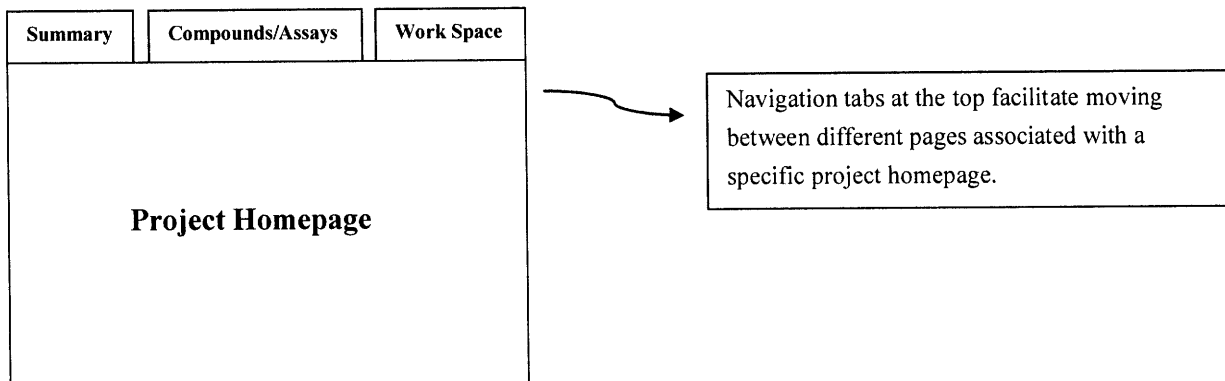 Summary
Compounds/Assays
Work Space
Navigation tabs at the top facilitate moving
between different pages associated with a
specific project homepage.
Project Homepage